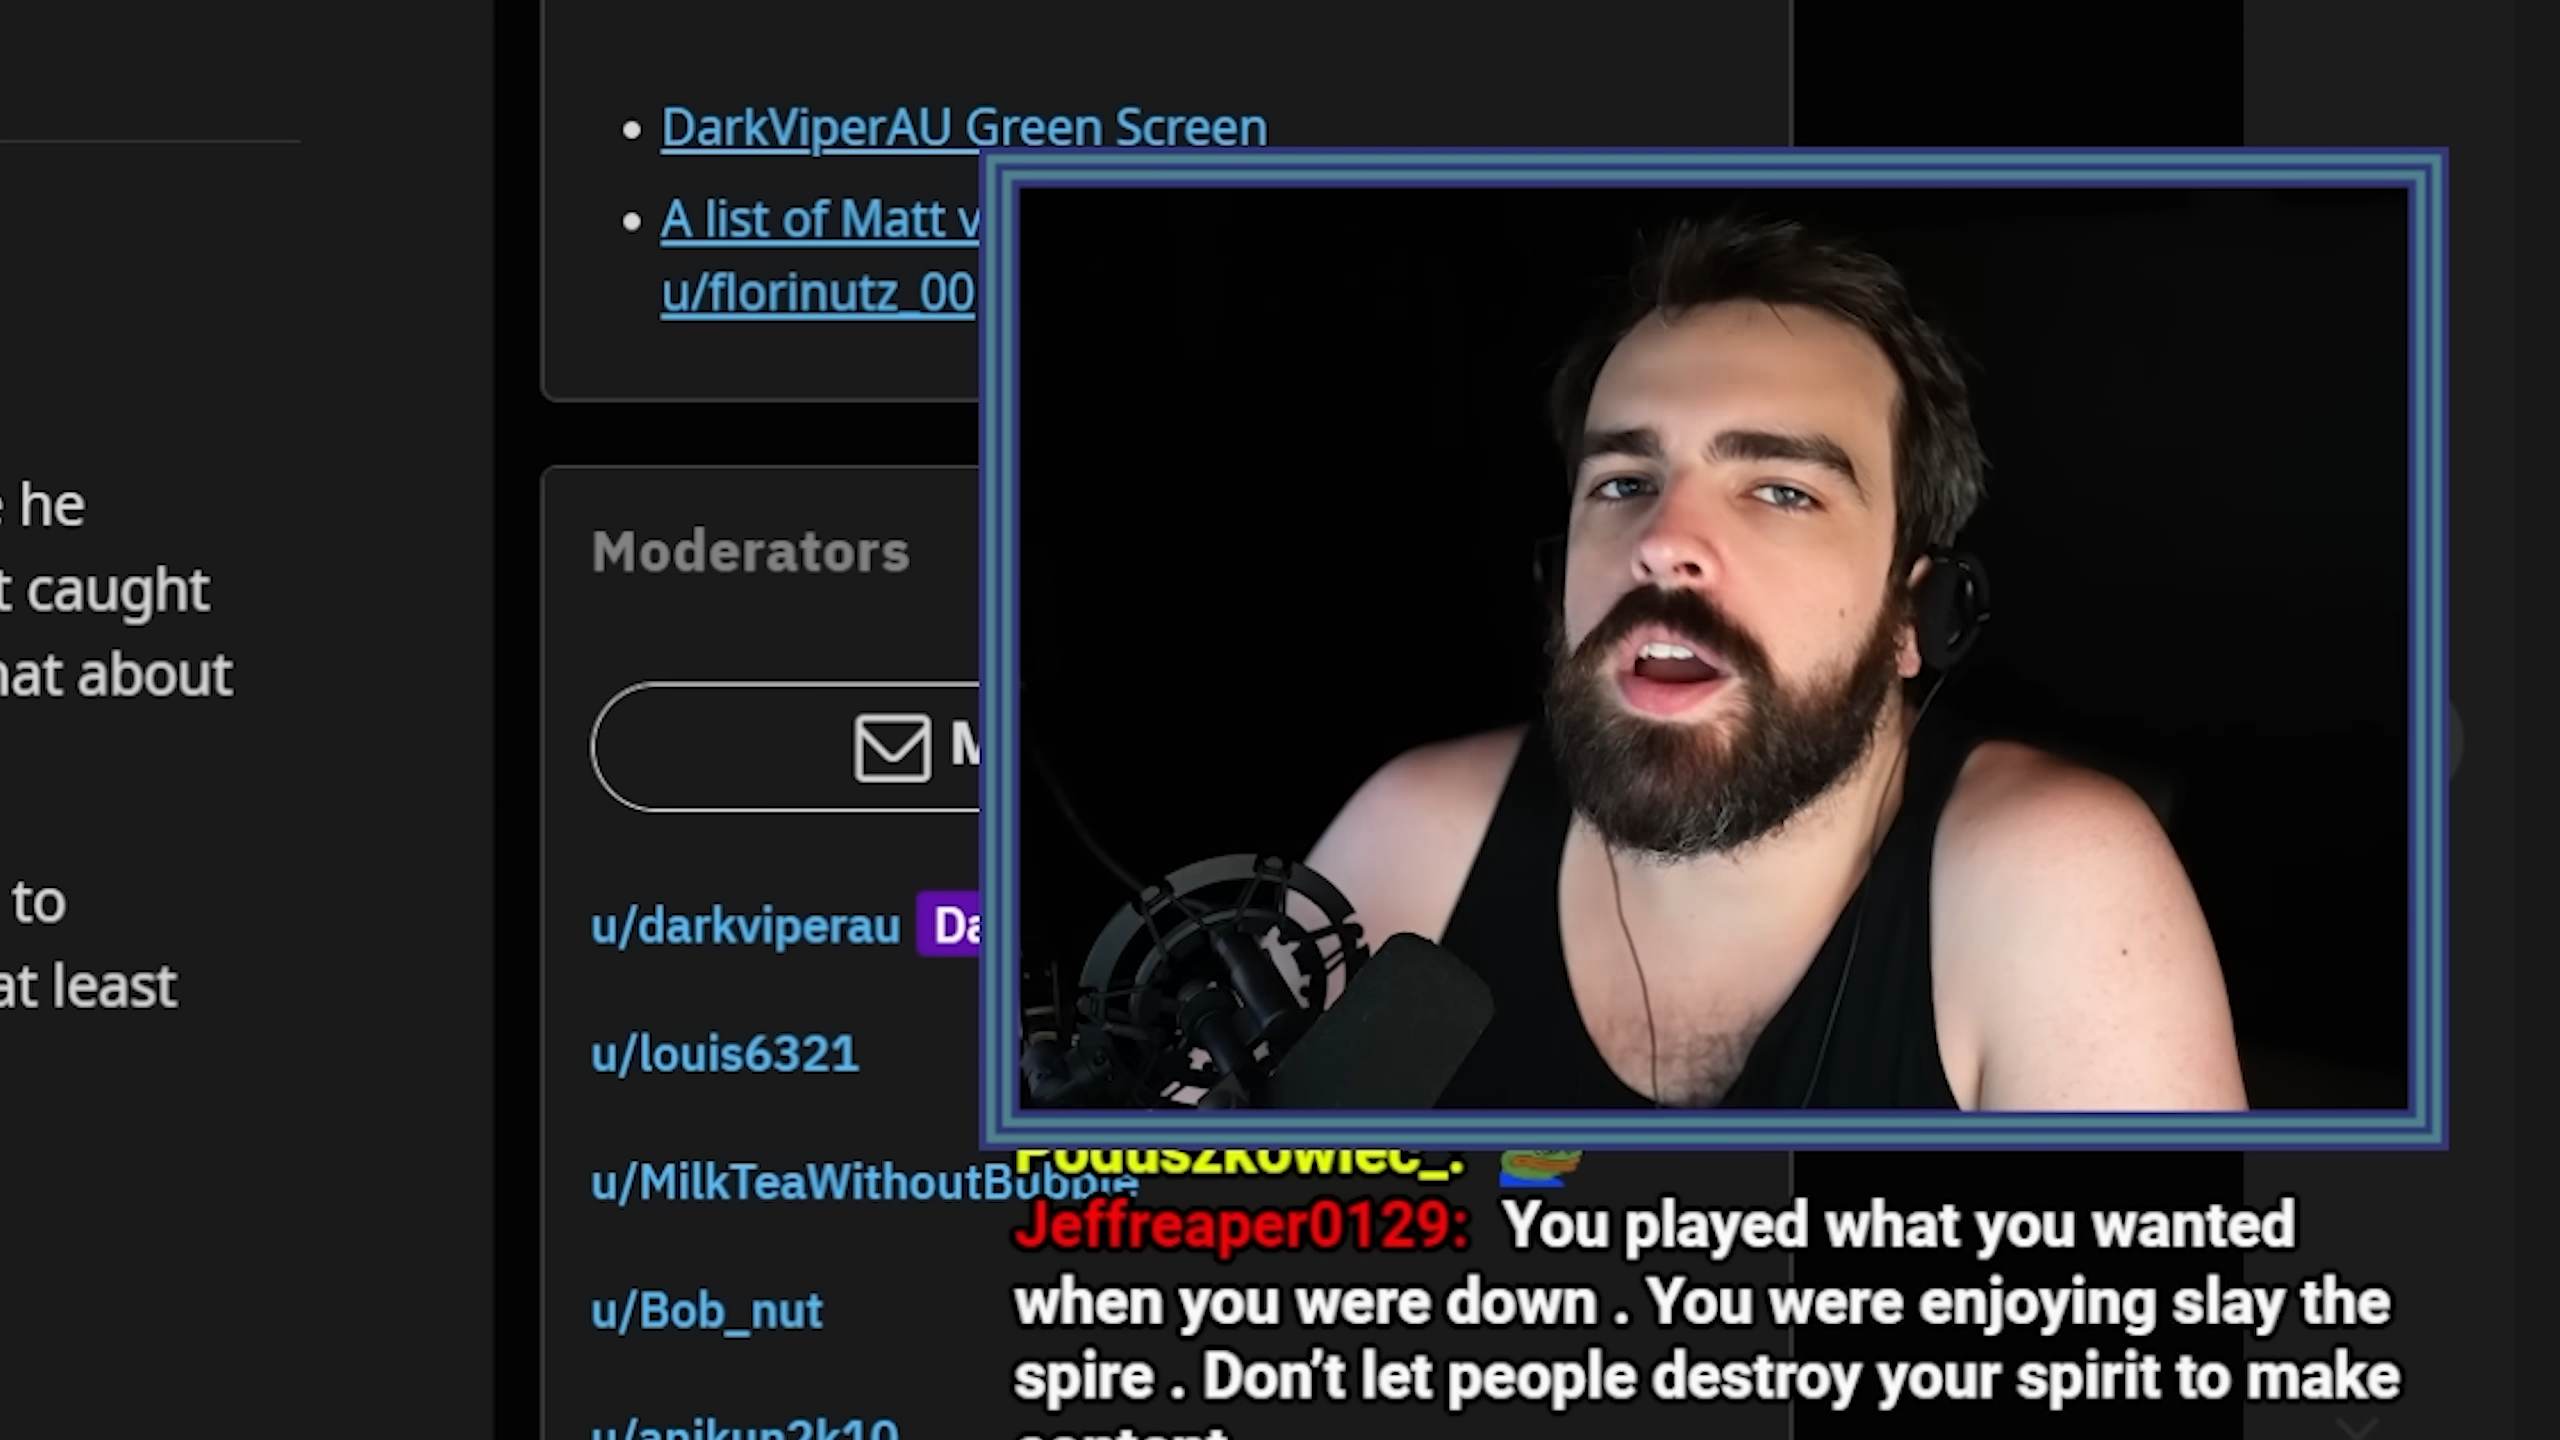 DarkViperAU Green Screen
A list of Matt
u/florinutz_00
he
caught
about
to
at least
Moderators
u/darkviperau
u/louis6321
u/MilkTeaWithoutBubble
u/Bob_nut
Poduszkowiec_:
Jeffreaper0129: You played what you wanted
when you were down . You were enjoying slay the
spire . Don’t let people destroy your spirit to make